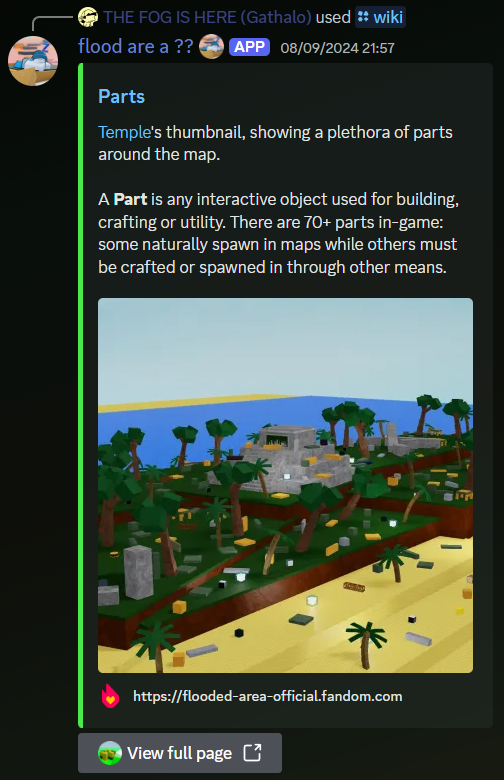 THE FOG IS HERE (Gathalo) used wiki
flood are a ?? APP 08/09/2024 21:57
Parts
Temple's thumbnail, showing a plethora of parts
around the map.
A Part is any interactive object used for building,
crafting or utility. There are 70+ parts in-game:
some naturally spawn in maps while others must
be crafted or spawned in through other means.
https://flooded-area-official.fandom.com
View full page